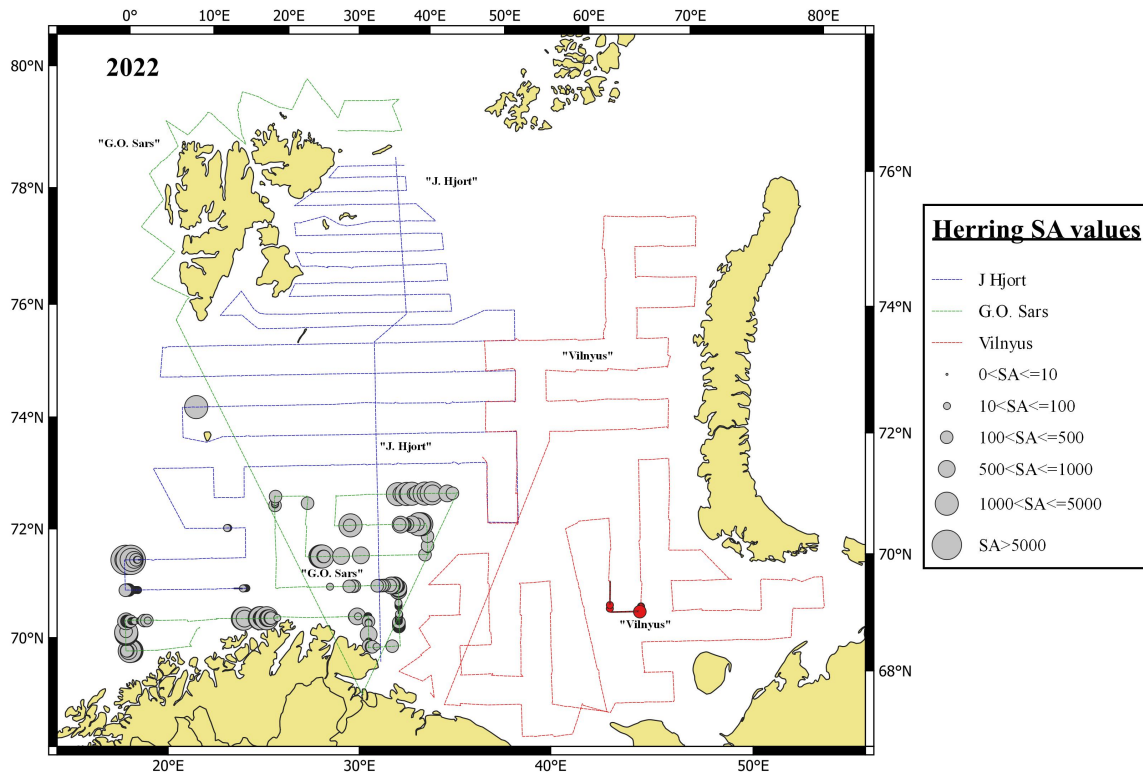 0° 10°E 20°E 30°E 40°E 50°E 60°E 70°E 80°E
80°N
2022
"G.O. Sars"
78°N
"J. Hjort"
76°N
76°N
74°N
"Vilnyus"
74°N
"J. Hjort"
72°N
72°N
70°N
"G.O. Sars"
"Vilnyus"
70°N
68°N
20°E 30°E 40°E 50°E
Herring SA values
J Hjort
G.O. Sars
Vilnyus
0<SA<=10
10<SA<=100
100<SA<=500
500<SA<=1000
1000<SA<=5000
SA>5000